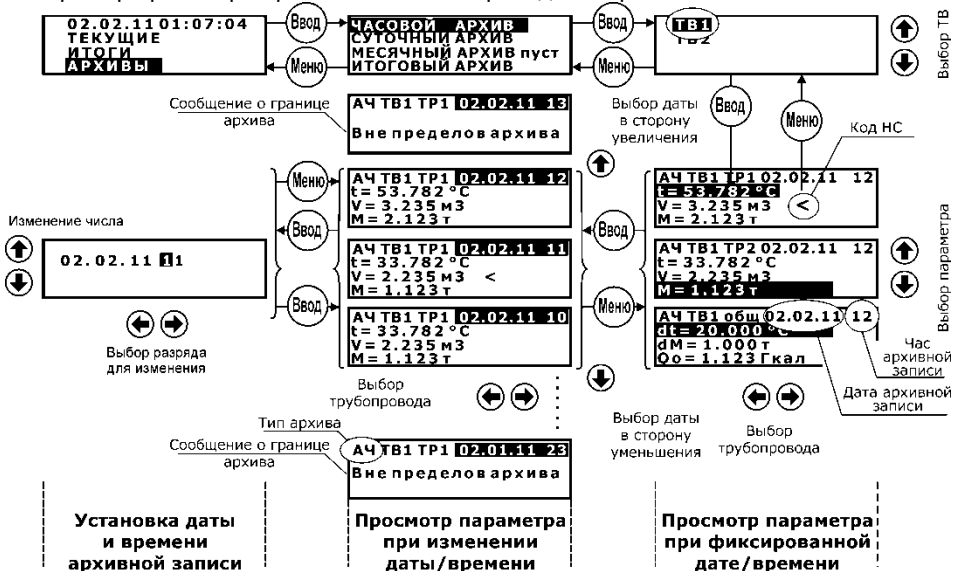 02.02.11 01:07:04
ТЕКУЩИЕ
ИТОГИ
АРХИВЫ
Ввод
Меню
ЧАСОВОЙ АРХИВ
СУТОЧНЫЙ АРХИВ
МЕСЯЧНЫЙ АРХИВ пуст
ИТОГОВЫЙ АРХИВ
Ввод
Меню
ТВ1
ТВ2
Выбор ТВ
Сообщение о границе
архива
АЧ ТВ1 ТР1 02.02.11 13
Вне пределов архива
Выбор даты
в сторону
увеличения
Ввод
Меню
Код НС
Изменение числа
02.02.11 11
Выбор разряда
для изменения
Меню
Ввод
Ввод
АЧ ТВ1 ТР1 02.02.11 12
t= 53.782 °C
V= 3.235 м3
М= 2.123 т
АЧ ТВ1 ТР1 02.02.11 11
t= 33.782 °C
V= 2.235 м3 <
М= 1.123 т
АЧ ТВ1 ТР1 02.02.11 10
t= 33.782 °C
V= 2.235 м3
М= 1.123 т
Ввод
Меню
АЧ ТВ1 ТР1 02.02.11 12
t= 53.782 °C
V= 3.235 м3 <
М= 2.123 т
АЧ ТВ1 ТР2 02.02.11 12
t= 33.782 °C
V= 2.235 м3
М= 1.123 т
АЧ ТВ1 общ 02.02.11 12
dt= 20.000 °C
dM= 1.000 т
Qо= 1.123 Гкал
Выбор параметра
Час
архивной
записи
Дата архивной
записи
Выбор
трубопровода
Тип архива
Сообщение о границе
архива
АЧ ТВ1 ТР1 02.01.11 23
Вне пределов архива
Выбор даты
в сторону
уменьшения
Выбор
трубопровода
Установка даты
и времени
архивной записи
Просмотр параметра
при изменении
даты/времени
Просмотр параметра
при фиксированной
дате/времени